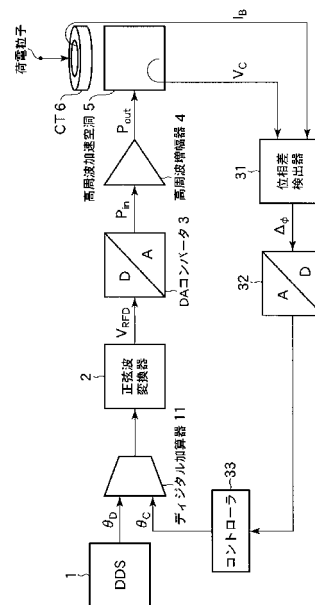 荷電粒子
CT 6
高周波加速空洞 5
I_B
V_C
P_out
高周波増幅器 4
P_in
D
A
DAコンバータ 3
V_RFD
2
正弦波
変換器
ディジタル加算器 11
θ_D
θ_C
1
DDS
31
位相差
検出器
Δ_φ
32
A
D
33
コントローラ